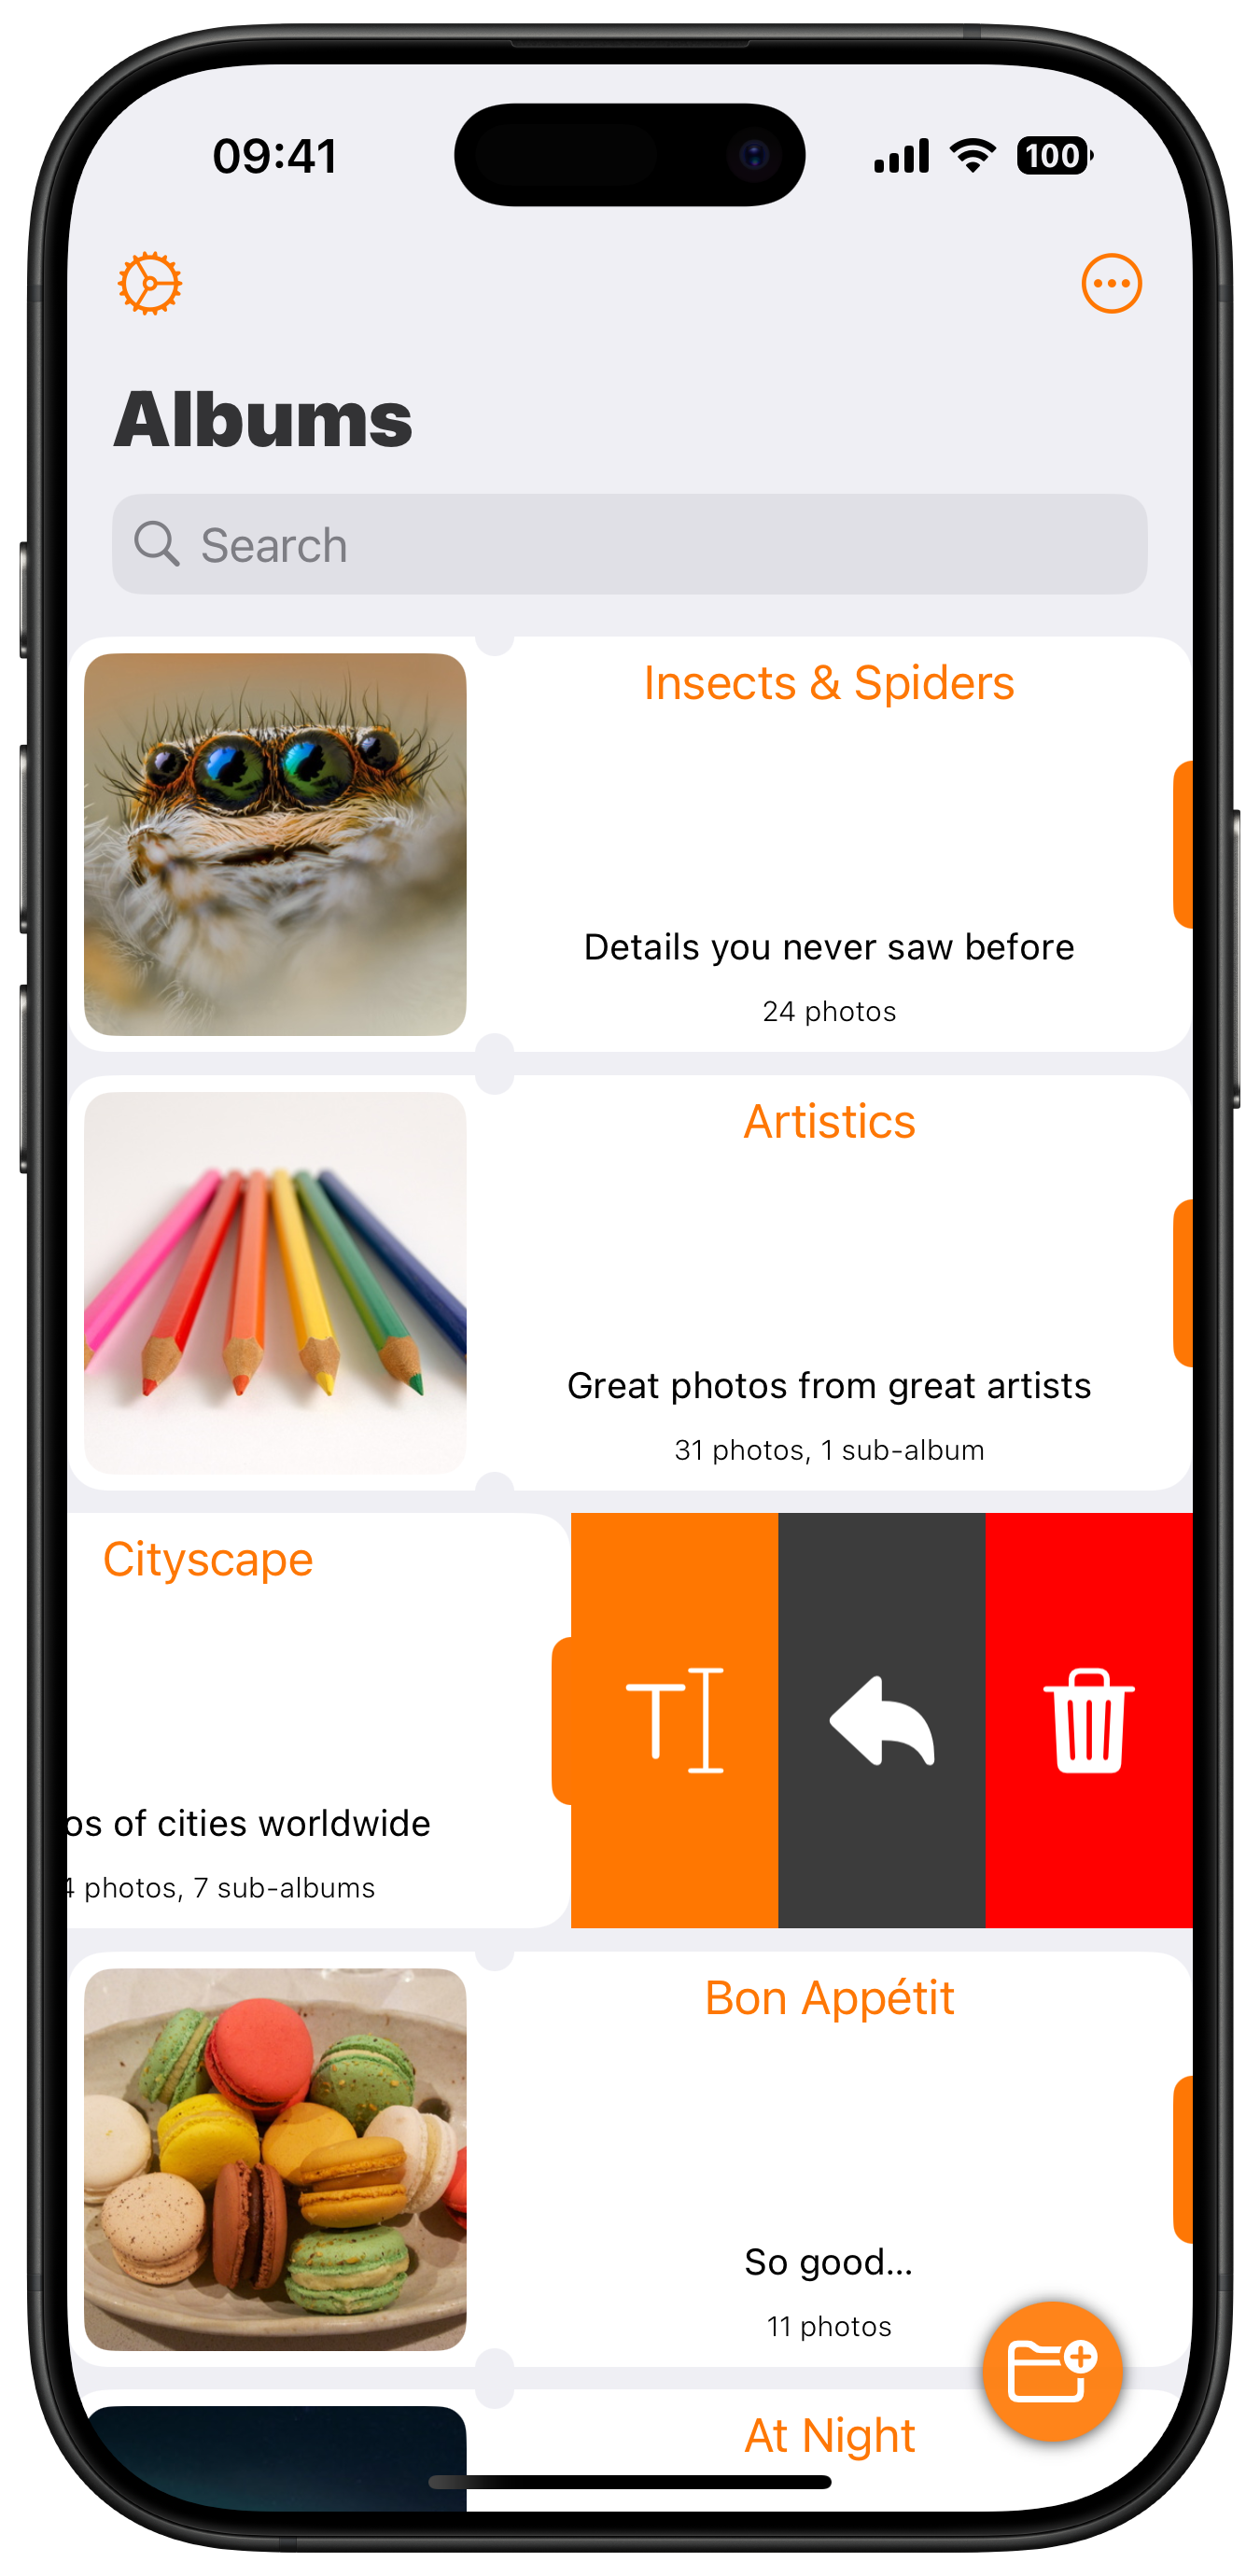 09:41
100
Albums
Search
Insects & Spiders
Details you never saw before
24 photos
Artistics
Great photos from great artists
31 photos, 1 sub-album
Cityscape
of cities worldwide
photos, 7 sub-albums
Bon Appétit
So good...
11 photos
At Night